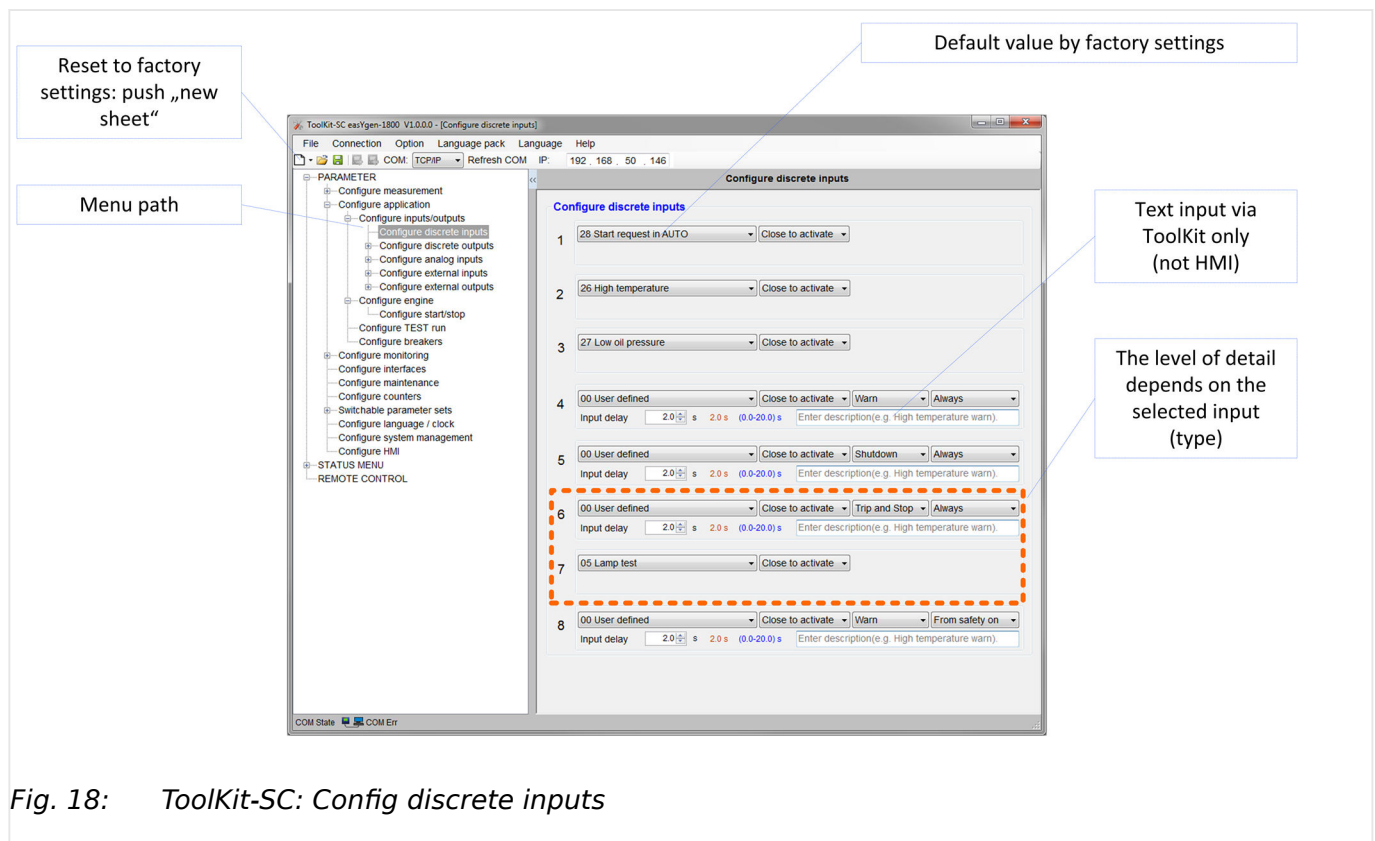 Default value by factory settings
Reset to factory
settings: push „new
sheet“
ToolKit-SC easYgen-1800 V1.0.0.0 - [Configure discrete inputs]
File Connection Option Language pack Language Help
COM: TCP/IP Refresh COM IP: 192 . 168 . 50 . 146
PARAMETER
Configure measurement
Configure application
Configure inputs/outputs
Configure discrete inputs
Configure discrete outputs
Configure analog inputs
Configure external inputs
Configure external outputs
Configure engine
Configure start/stop
Configure TEST run
Configure breakers
Configure monitoring
Configure interfaces
Configure maintenance
Configure counters
Switchable parameter sets
Configure language / clock
Configure system management
Configure HMI
STATUS MENU
REMOTE CONTROL
Menu path
«
Configure discrete inputs
Configure discrete inputs
1 28 Start request in AUTO Close to activate
2 26 High temperature Close to activate
3 27 Low oil pressure Close to activate
4 00 User defined Close to activate Warn Always
Input delay 2.0 s 2.0 s (0.0-20.0) s Enter description(e.g. High temperature warn).
5 00 User defined Close to activate Shutdown Always
Input delay 2.0 s 2.0 s (0.0-20.0) s Enter description(e.g. High temperature warn).
6 00 User defined Close to activate Trip and Stop Always
Input delay 2.0 s 2.0 s (0.0-20.0) s Enter description(e.g. High temperature warn).
7 05 Lamp test Close to activate
8 00 User defined Close to activate Warn From safety on
Input delay 2.0 s 2.0 s (0.0-20.0) s Enter description(e.g. High temperature warn).
COM State COM Err
Text input via
ToolKit only
(not HMI)
The level of detail
depends on the
selected input
(type)
Fig. 18: ToolKit-SC: Config discrete inputs